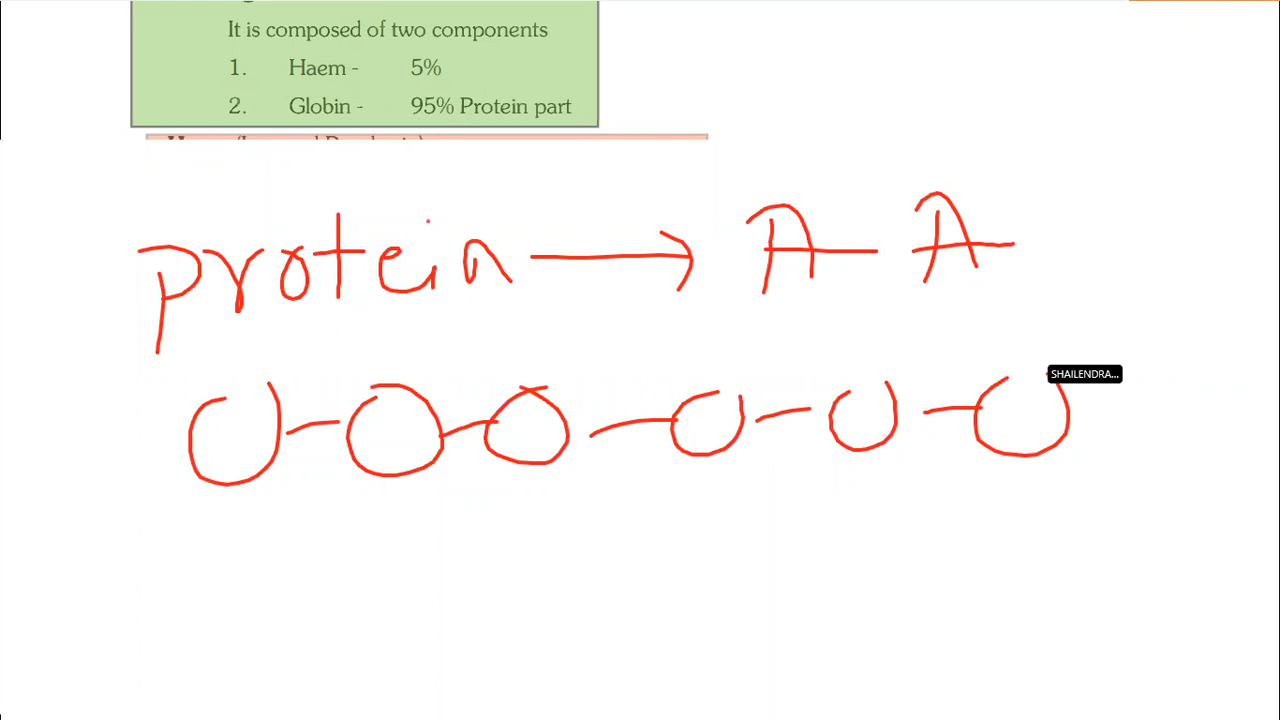 It is composed of two components
1. Haem - 5%
2. Globin - 95% Protein part
protein → A A
SHAILENDRA...